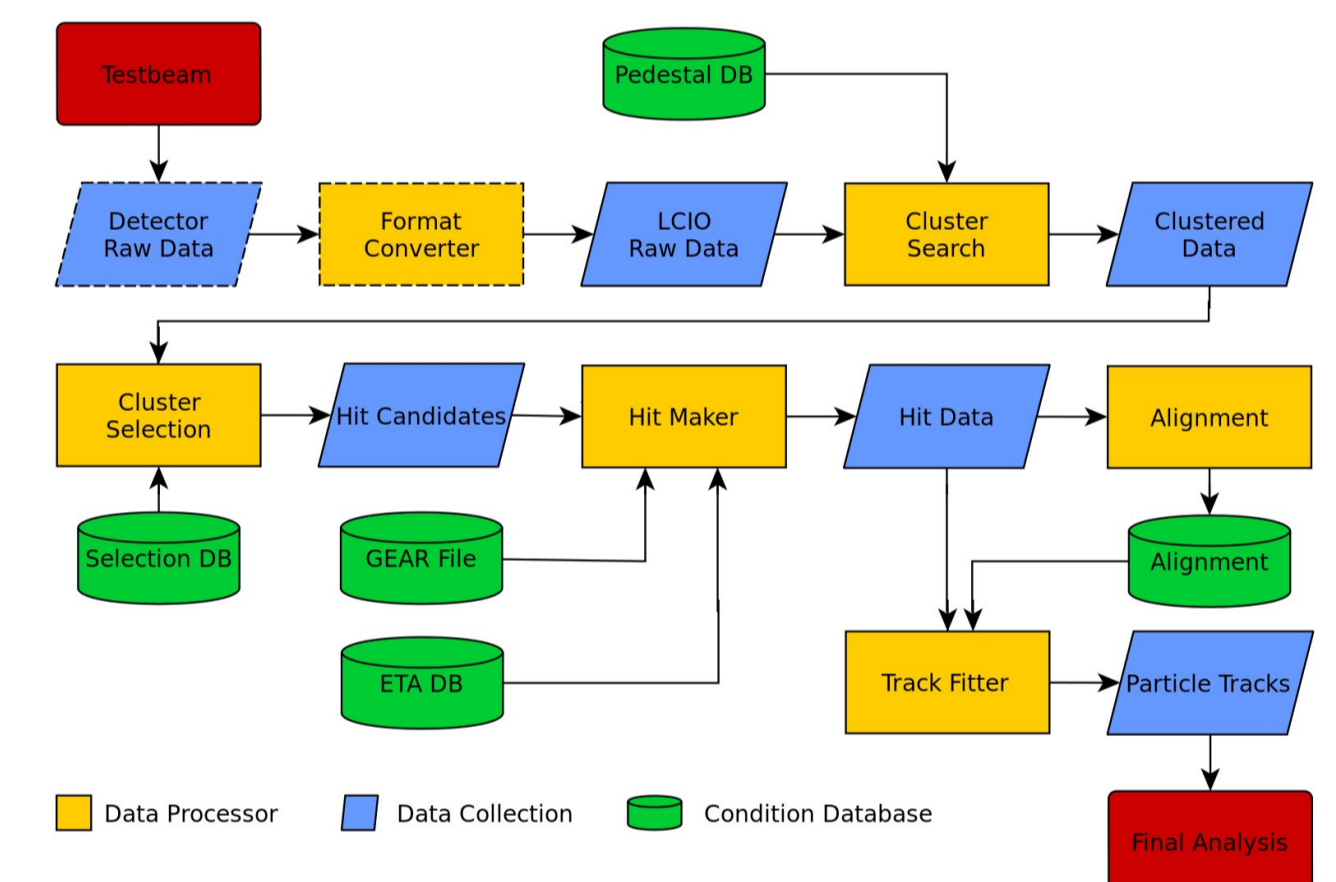 Testbeam
Pedestal DB
Detector
Raw Data
Format
Converter
LCIO
Raw Data
Cluster
Search
Clustered
Data
Cluster
Selection
Hit Candidates
Hit Maker
Hit Data
Alignment
Selection DB
GEAR File
Alignment
ETA DB
Track Fitter
Particle Tracks
Data Processor
Data Collection
Condition Database
Final Analysis